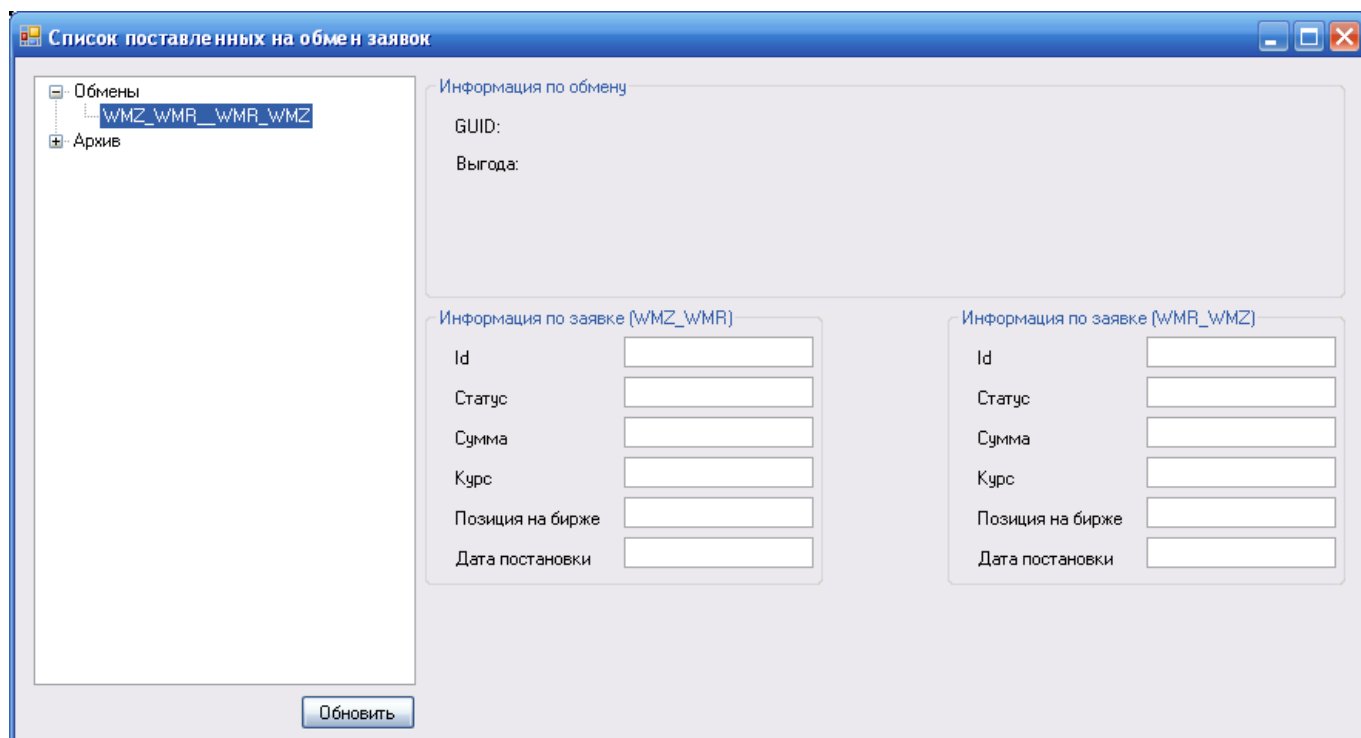 Список поставленных на обмен заявок
Обмены
WMZ_WMR__WMR_WMZ
Архив
Информация по обмену
GUID:
Выгода:
Информация по заявке (WMZ_WMR)
Id
Статус
Сумма
Курс
Позиция на бирже
Дата постановки
Информация по заявке (WMR_WMZ)
Id
Статус
Сумма
Курс
Позиция на бирже
Дата постановки
Обновить